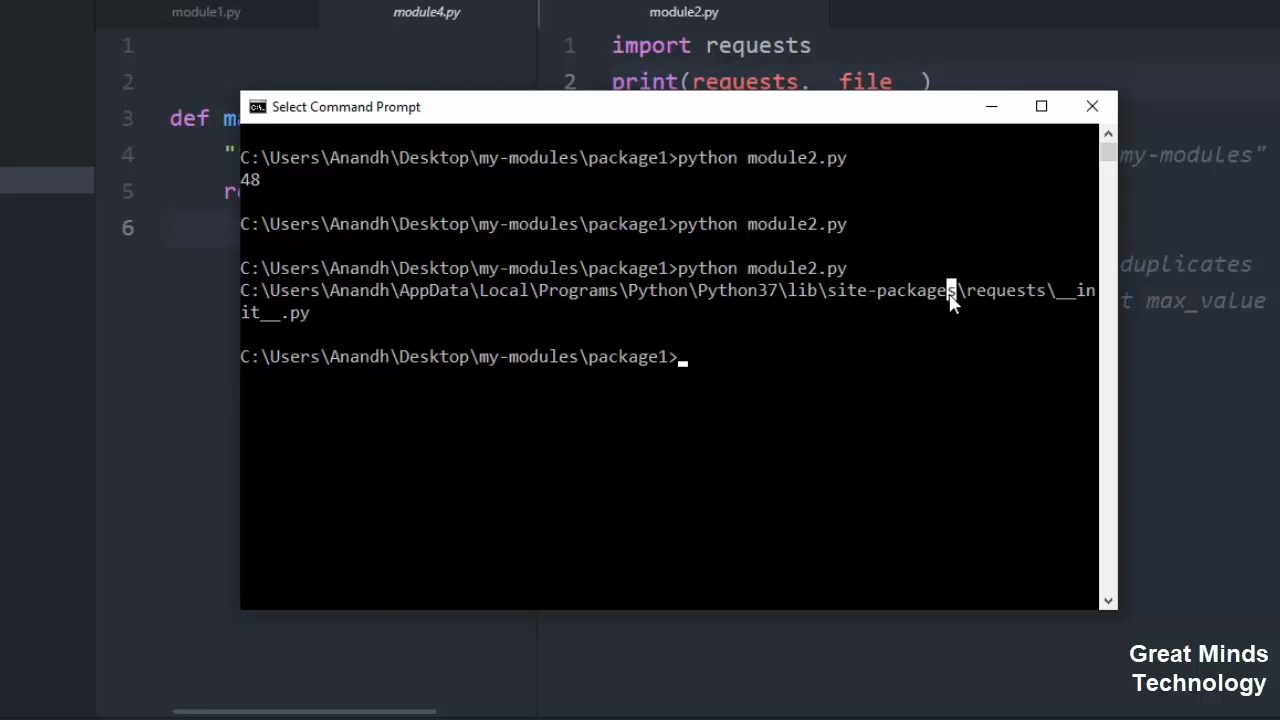 module1.py
module4.py
module2.py
1
2
3 def
4 "
5
6
1 import requests
2 print(requests.__file__)
my-modules"
duplicates
max_value
Select Command Prompt
C:\Users\Anandh\Desktop\my-modules\package1>python module2.py
48
C:\Users\Anandh\Desktop\my-modules\package1>python module2.py
C:\Users\Anandh\Desktop\my-modules\package1>python module2.py
C:\Users\Anandh\AppData\Local\Programs\Python\Python37\lib\site-packages\requests\__in
it__.py
C:\Users\Anandh\Desktop\my-modules\package1>
Great Minds
Technology